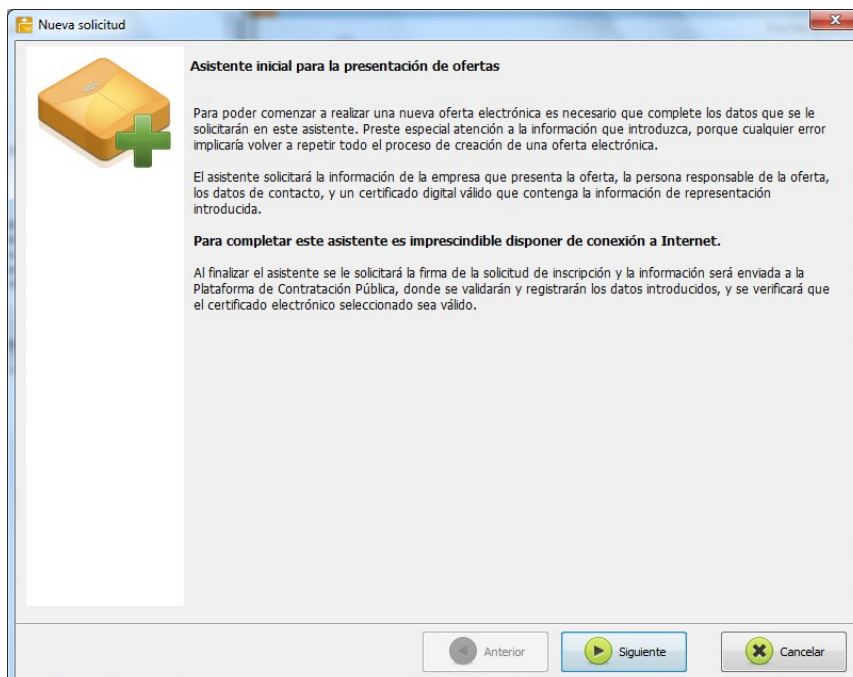 Nueva solicitud
Asistente inicial para la presentación de ofertas
Para poder comenzar a realizar una nueva oferta electrónica es necesario que complete los datos que se le
solicitarán en este asistente. Preste especial atención a la información que introduzca, porque cualquier error
implicaría volver a repetir todo el proceso de creación de una oferta electrónica.
El asistente solicitará la información de la empresa que presenta la oferta, la persona responsable de la oferta,
los datos de contacto, y un certificado digital válido que contenga la información de representación
introducida.
Para completar este asistente es imprescindible disponer de conexión a Internet.
Al finalizar el asistente se le solicitará la firma de la solicitud de inscripción y la información será enviada a la
Plataforma de Contratación Pública, donde se validarán y registrarán los datos introducidos, y se verificará que
el certificado electrónico seleccionado sea válido.
Anterior
Siguiente
Cancelar